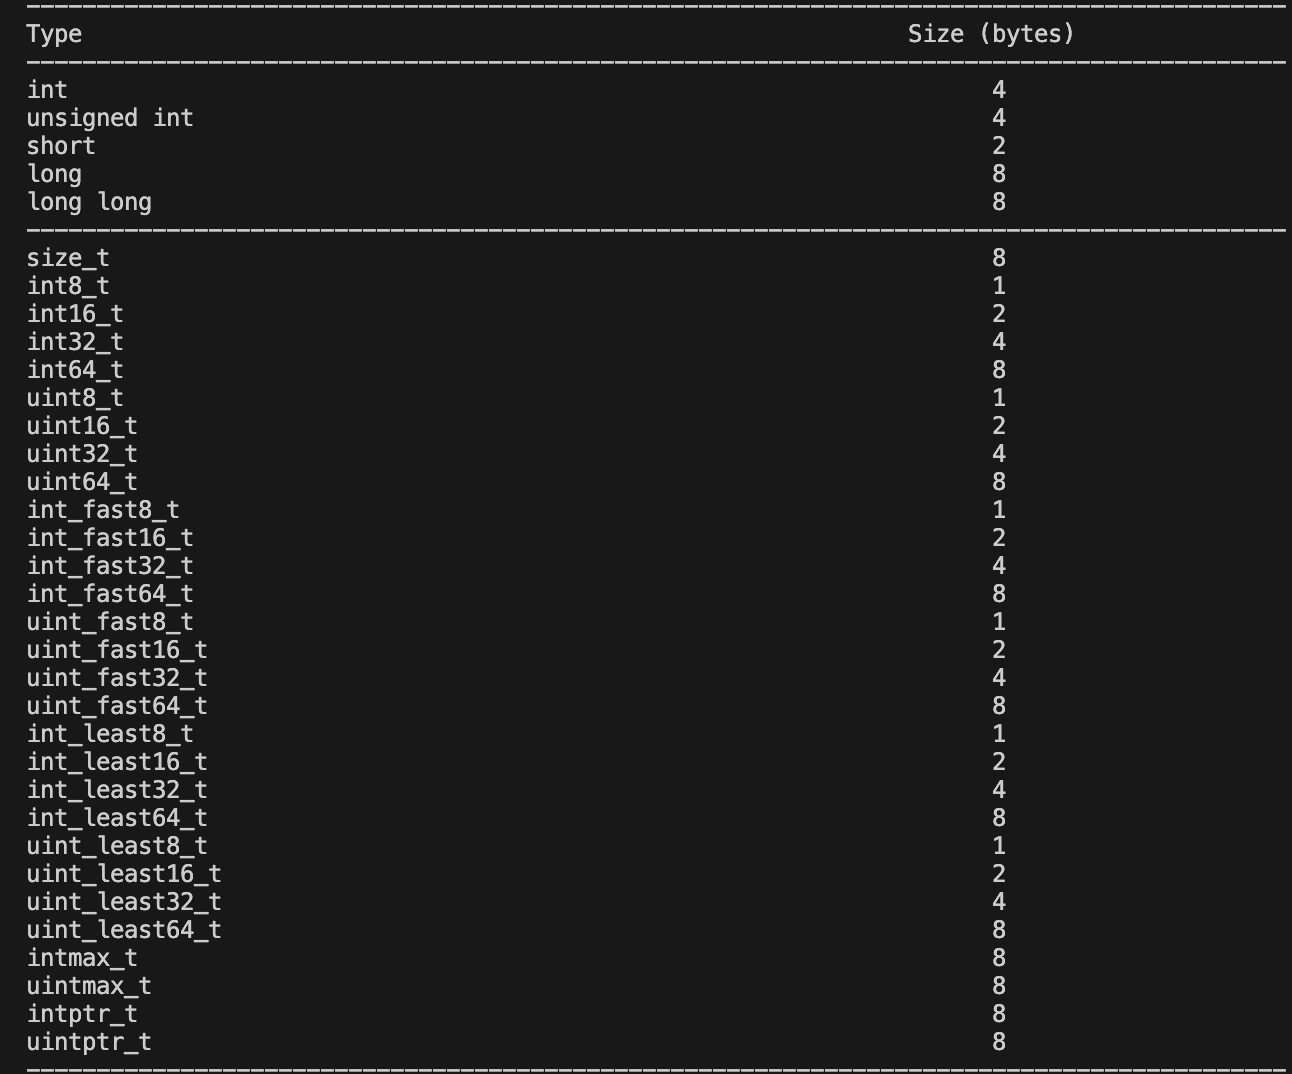 Type Size (bytes)
int 4
unsigned int 4
short 2
long 8
long long 8
size_t 8
int8_t 1
int16_t 2
int32_t 4
int64_t 8
uint8_t 1
uint16_t 2
uint32_t 4
uint64_t 8
int_fast8_t 1
int_fast16_t 2
int_fast32_t 4
int_fast64_t 8
uint_fast8_t 1
uint_fast16_t 2
uint_fast32_t 4
uint_fast64_t 8
int_least8_t 1
int_least16_t 2
int_least32_t 4
int_least64_t 8
uint_least8_t 1
uint_least16_t 2
uint_least32_t 4
uint_least64_t 8
intmax_t 8
uintmax_t 8
intptr_t 8
uintptr_t 8